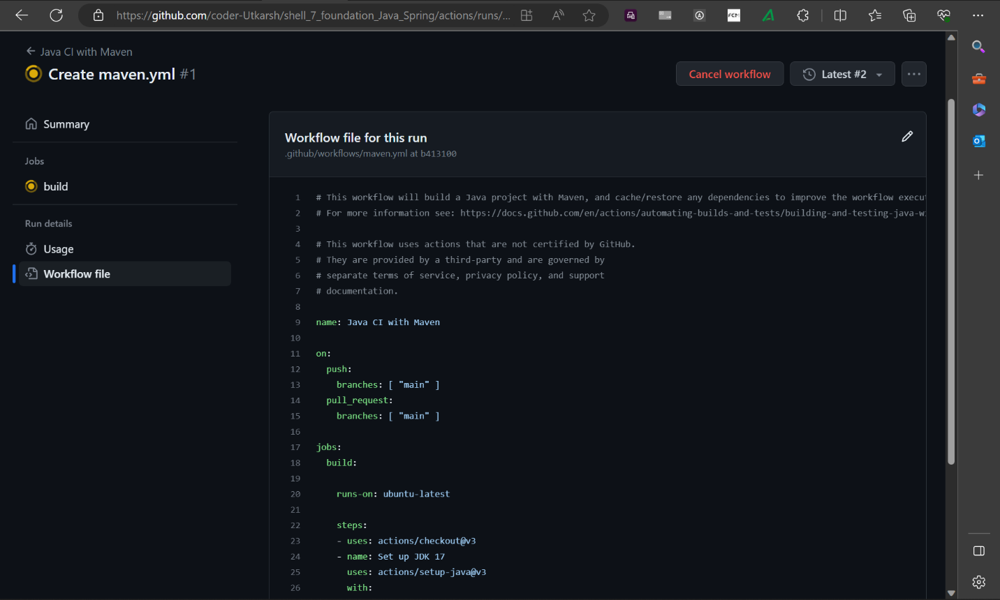 https://github.com/coder-Utkarsh/shell_7_foundation_Java_Spring/actions/runs/...
FCM
Java CI with Maven
Create maven.yml #1
Cancel workflow
Latest #2
Summary
Jobs
build
Run details
Usage
Workflow file
Workflow file for this run
.github/workflows/maven.yml at b413100
1 # This workflow will build a Java project with Maven, and cache/restore any dependencies to improve the workflow execut
2 # For more information see: https://docs.github.com/en/actions/automating-builds-and-tests/building-and-testing-java-wi
3
4 # This workflow uses actions that are not certified by GitHub.
5 # They are provided by a third-party and are governed by
6 # separate terms of service, privacy policy, and support
7 # documentation.
8
9 name: Java CI with Maven
10
11 on:
12 push:
13 branches: [ "main" ]
14 pull_request:
15 branches: [ "main" ]
16
17 jobs:
18 build:
19
20 runs-on: ubuntu-latest
21
22 steps:
23 - uses: actions/checkout@v3
24 - name: Set up JDK 17
25 uses: actions/setup-java@v3
26 with: